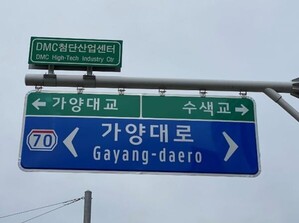 DMC첨단산업센터
DMC High-Tech Industry Ctr
가양대교 수색교
70 가양대로
Gayang-daero